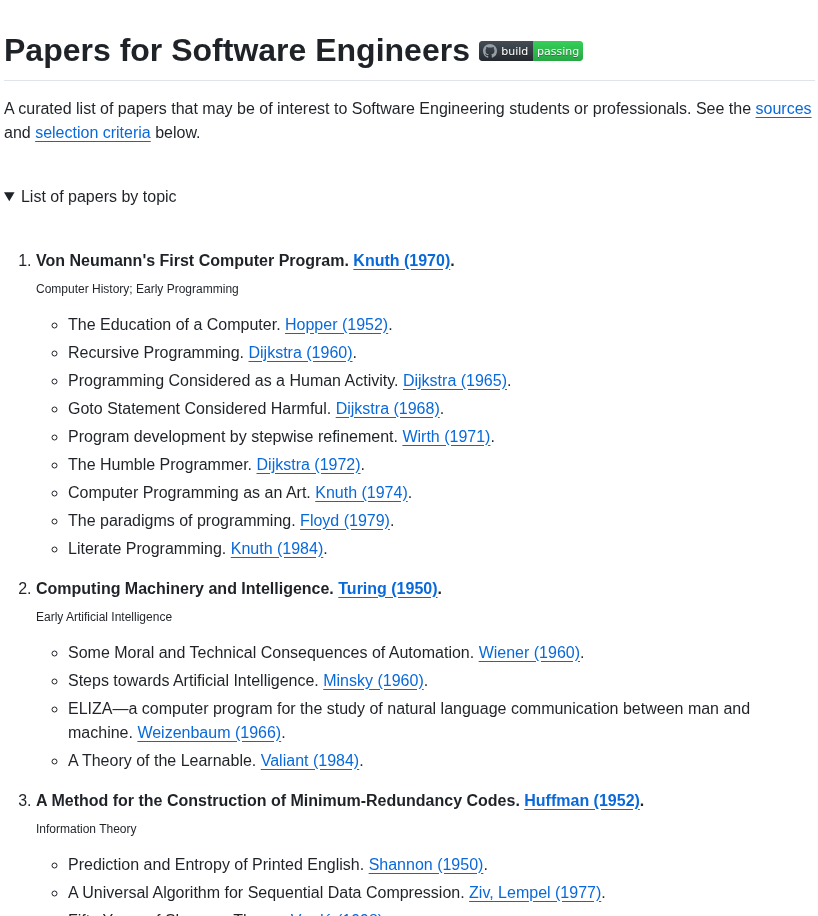 Papers for Software Engineers build passing
A curated list of papers that may be of interest to Software Engineering students or professionals. See the sources
and selection criteria below.
▼ List of papers by topic
1. Von Neumann's First Computer Program. Knuth (1970).
Computer History; Early Programming
The Education of a Computer. Hopper (1952).
Recursive Programming. Dijkstra (1960).
Programming Considered as a Human Activity. Dijkstra (1965).
Goto Statement Considered Harmful. Dijkstra (1968).
Program development by stepwise refinement. Wirth (1971).
The Humble Programmer. Dijkstra (1972).
Computer Programming as an Art. Knuth (1974).
The paradigms of programming. Floyd (1979).
Literate Programming. Knuth (1984).
2. Computing Machinery and Intelligence. Turing (1950).
Early Artificial Intelligence
Some Moral and Technical Consequences of Automation. Wiener (1960).
Steps towards Artificial Intelligence. Minsky (1960).
ELIZA—a computer program for the study of natural language communication between man and
machine. Weizenbaum (1966).
A Theory of the Learnable. Valiant (1984).
3. A Method for the Construction of Minimum-Redundancy Codes. Huffman (1952).
Information Theory
Prediction and Entropy of Printed English. Shannon (1950).
A Universal Algorithm for Sequential Data Compression. Ziv, Lempel (1977).